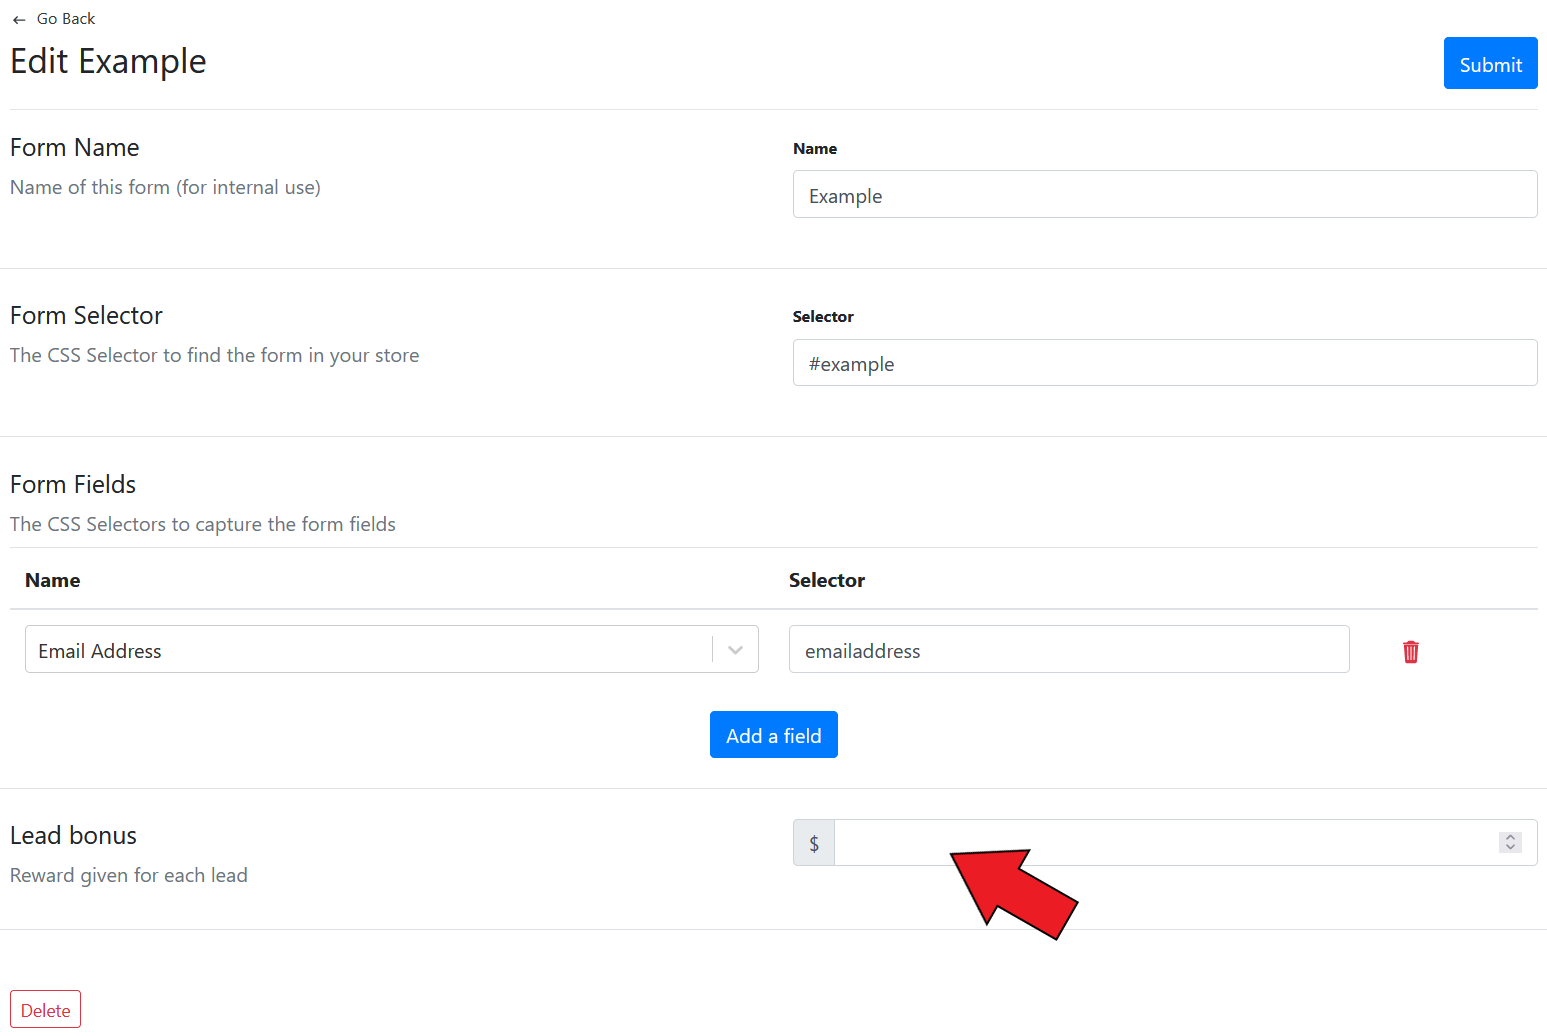 ← Go Back
Edit Example
Submit
Form Name
Name of this form (for internal use)
Name
Example
Form Selector
The CSS Selector to find the form in your store
Selector
#example
Form Fields
The CSS Selectors to capture the form fields
Name Selector
Email Address emailaddress
Add a field
Lead bonus
Reward given for each lead
$
Delete